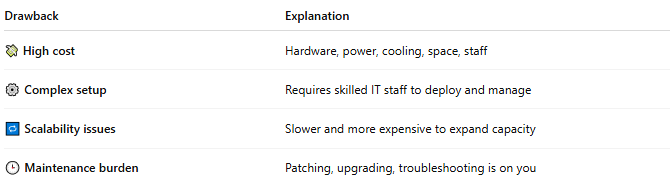 Drawback Explanation
High cost Hardware, power, cooling, space, staff
Complex setup Requires skilled IT staff to deploy and manage
Scalability issues Slower and more expensive to expand capacity
Maintenance burden Patching, upgrading, troubleshooting is on you